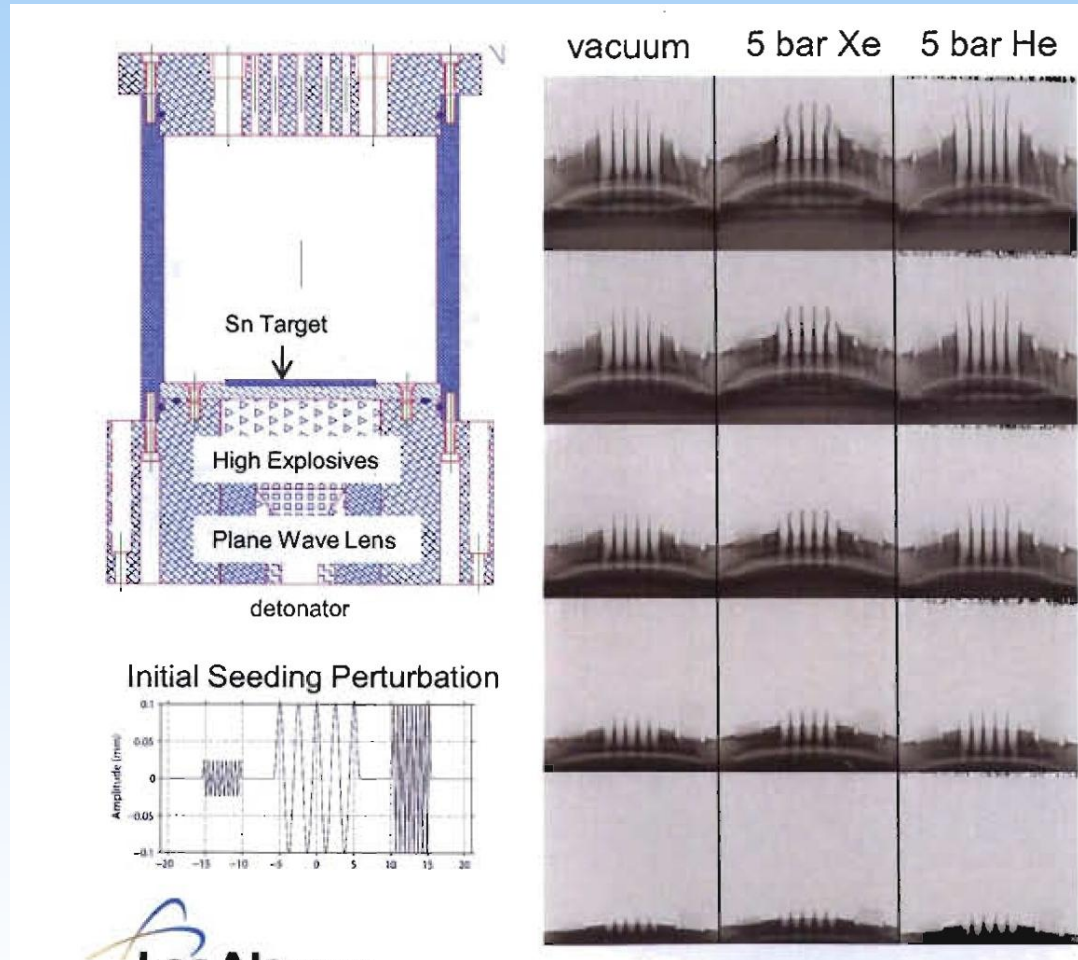 vacuum 5 bar Xe 5 bar He
Sn Target
High Explosives
Plane Wave Lens
detonator
Initial Seeding Perturbation
Amplitude (mm)
0.1
0.05
0
-0.05
-0.1
-20 -15 -10 -5 0 5 10 15 20